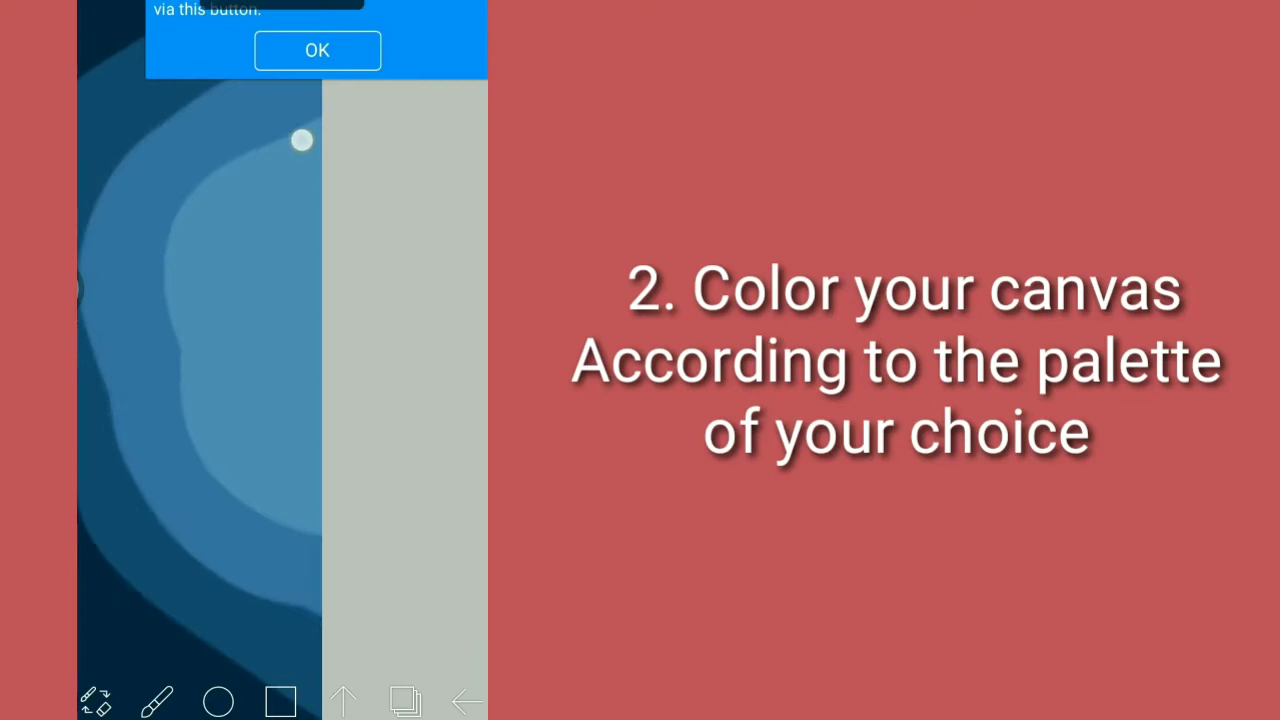 via this button.
OK
2. Color your canvas
According to the palette
of your choice